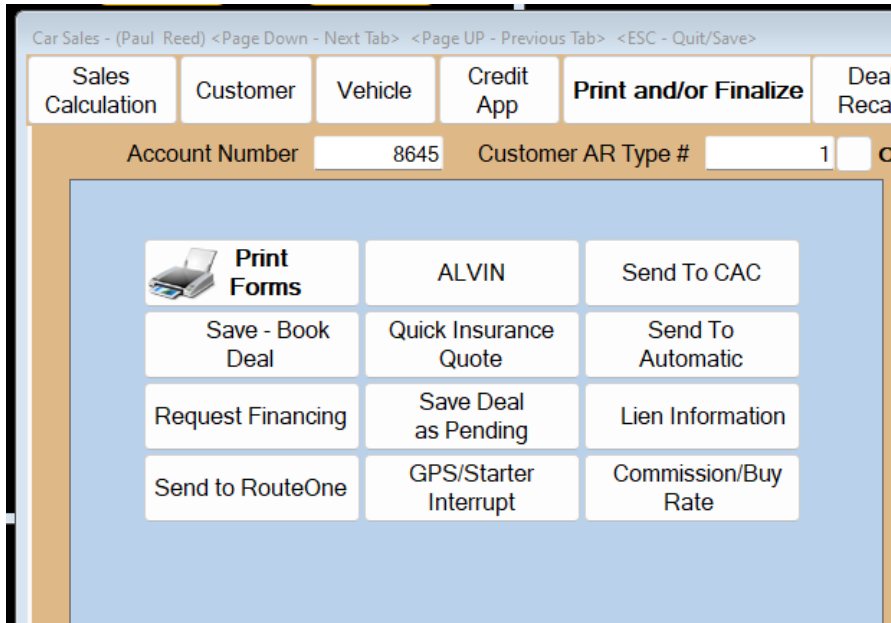 Car Sales - (Paul  Reed) <Page Down - Next Tab>  <Page UP - Previous Tab>  <ESC - Quit/Save>
Sales
Calculation
Customer
Vehicle
Credit
App
Print and/or Finalize
Account Number
8645
Customer AR Type #
1
Print
Forms
ALVIN
Send To CAC
Save - Book
Deal
Quick Insurance
Quote
Send To
Automatic
Request Financing
Save Deal
as Pending
Lien Information
Send to RouteOne
GPS/Starter
Interrupt
Commission/Buy
Rate